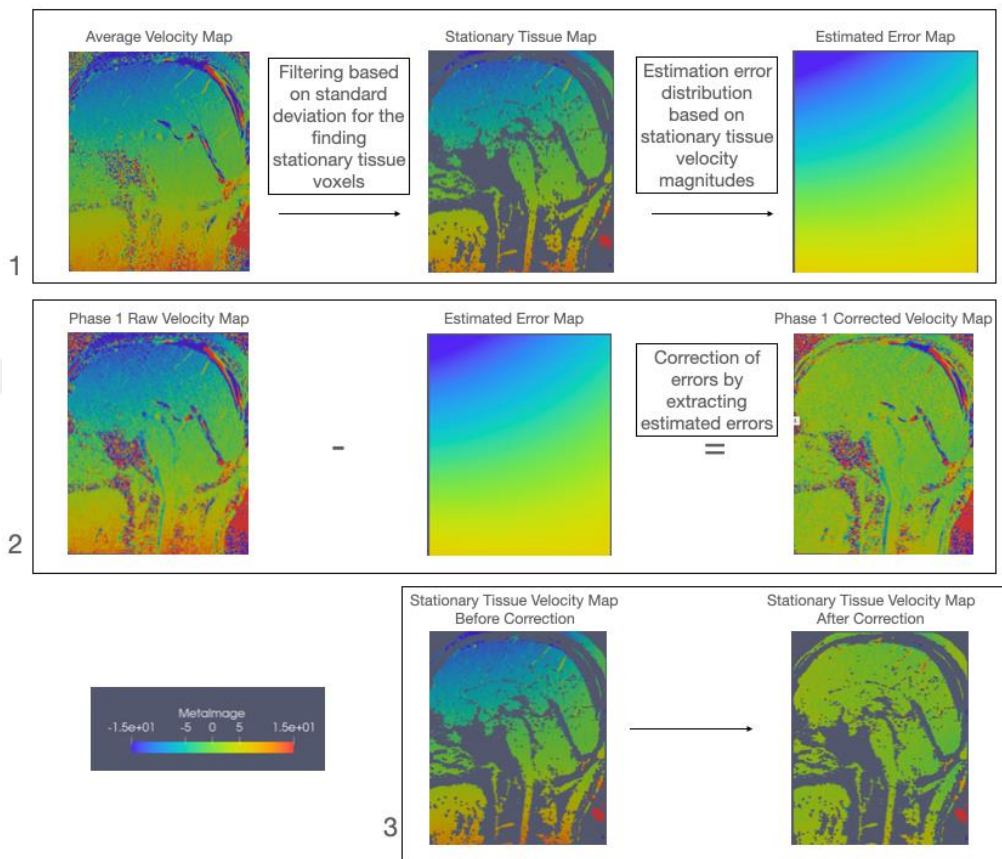 Average Velocity Map
Stationary Tissue Map
Estimated Error Map
Filtering based
on standard
deviation for the
finding
stationary tissue
voxels
Estimation error
distribution
based on
stationary tissue
velocity
magnitudes
1
Phase 1 Raw Velocity Map
Estimated Error Map
Phase 1 Corrected Velocity Map
-
Correction of
errors by
extracting
estimated errors
=
2
Stationary Tissue Velocity Map
Before Correction
Stationary Tissue Velocity Map
After Correction
MetaImage
-1.5e+01 -5 0 5 1.5e+01
3